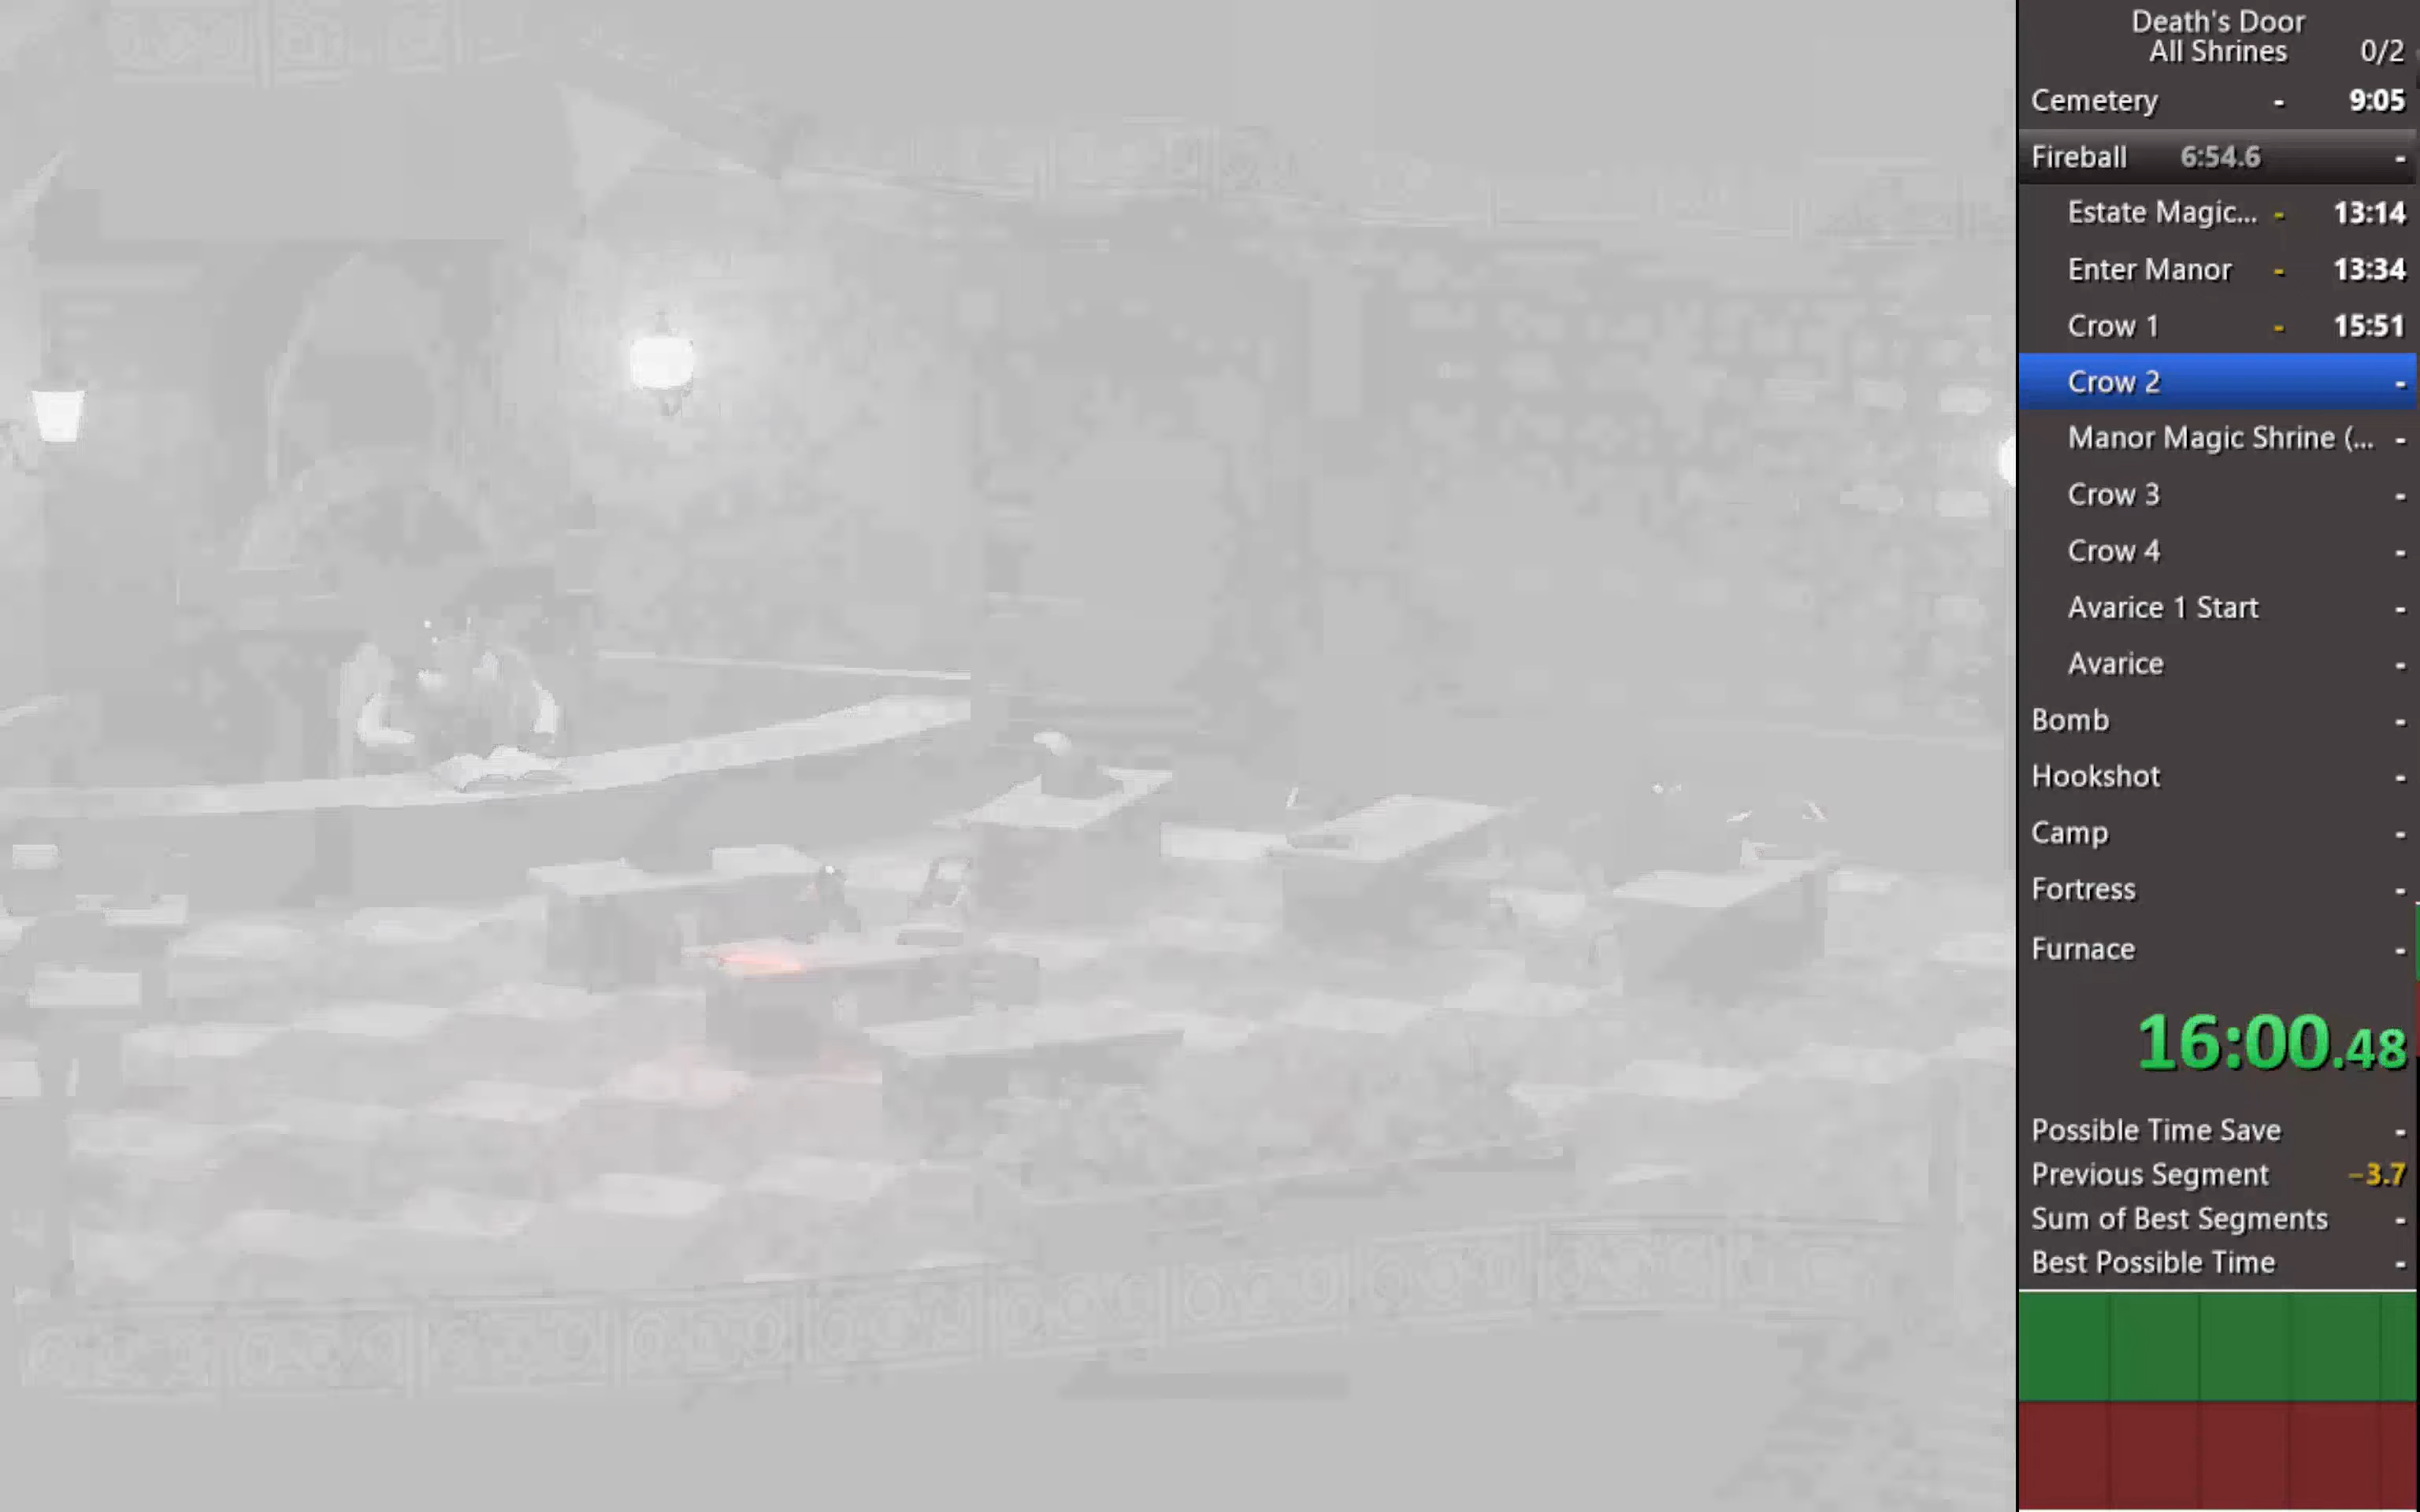 Death's Door
All Shrines 0/2
Cemetery - 9:05
Fireball 6:54.6 -
Estate Magic... - 13:14
Enter Manor - 13:34
Crow 1 - 15:51
Crow 2 -
Manor Magic Shrine (... -
Crow 3 -
Crow 4 -
Avarice 1 Start -
Avarice -
Bomb -
Hookshot -
Camp -
Fortress -
Furnace -
16:00.48
Possible Time Save -
Previous Segment −3.7
Sum of Best Segments -
Best Possible Time -